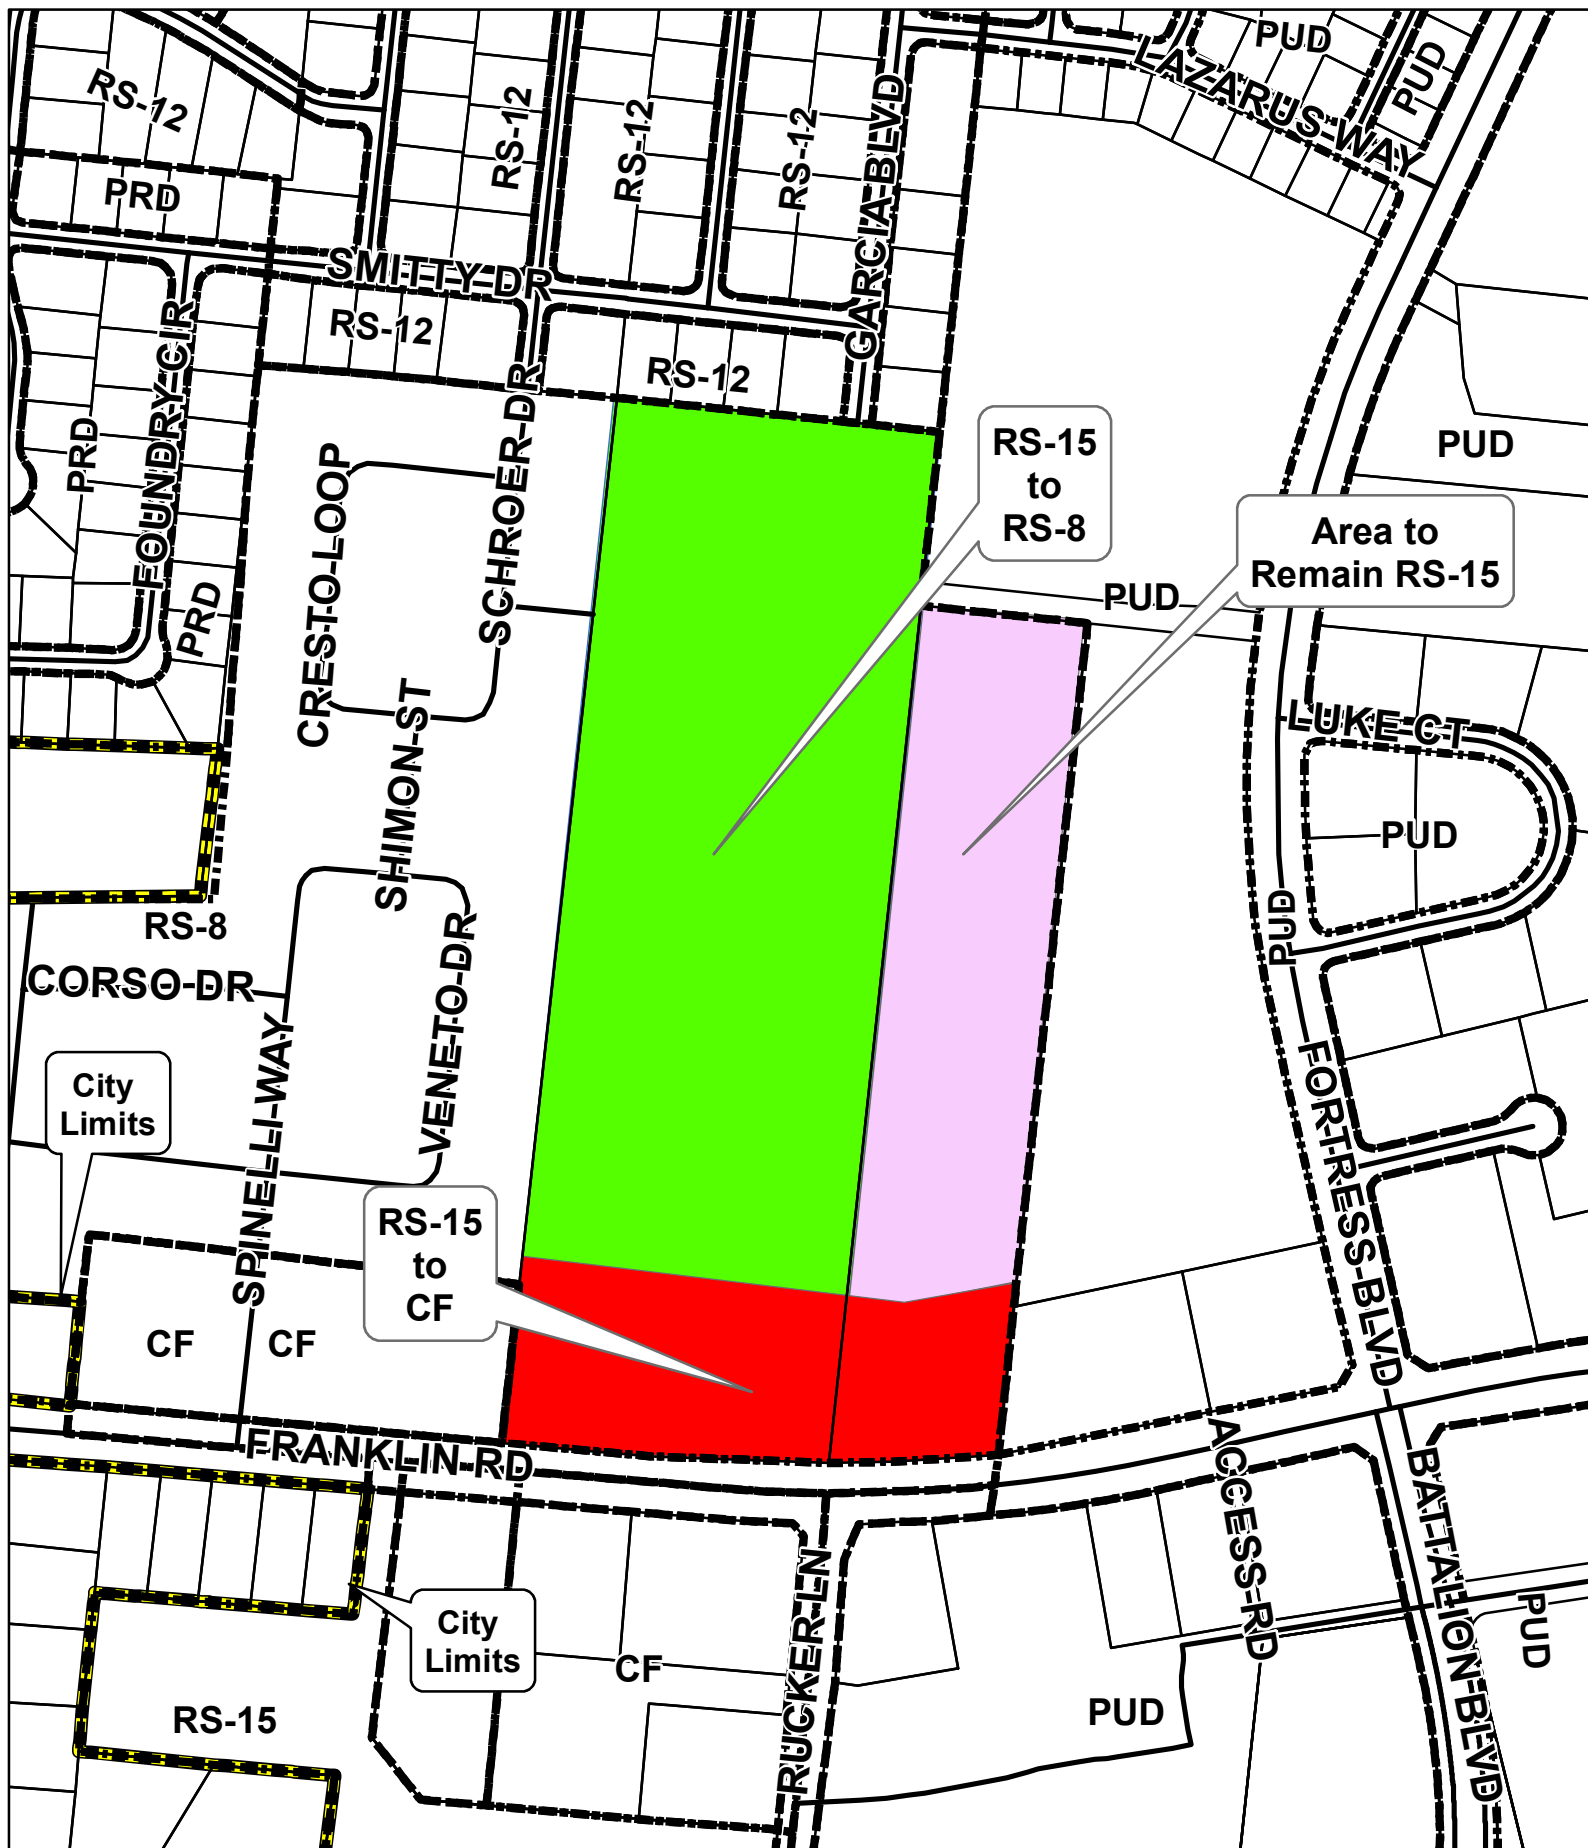 PUD
PUD
LAZARUS WAY
RS-12
RS-12
RS-12
RS-12
GARCIA BLVD
PRD
SMITTY DR
RS-12
RS-12
FOUNDRY CIR
PRD
PRD
CRESTO LOOP
SCHROER DR
RS-15
to
RS-8
PUD
Area to
Remain RS-15
PUD
SHIMON ST
LUKE CT
PUD
PUD
RS-8
CORSO DR
VENETO DR
SPINELLI WAY
City
Limits
FORTRESS BLVD
RS-15
to
CF
CF
CF
FRANKLIN RD
ACCESS RD
BATTALION BLVD
RUCKER LN
City
Limits
CF
PUD
RS-15
PUD